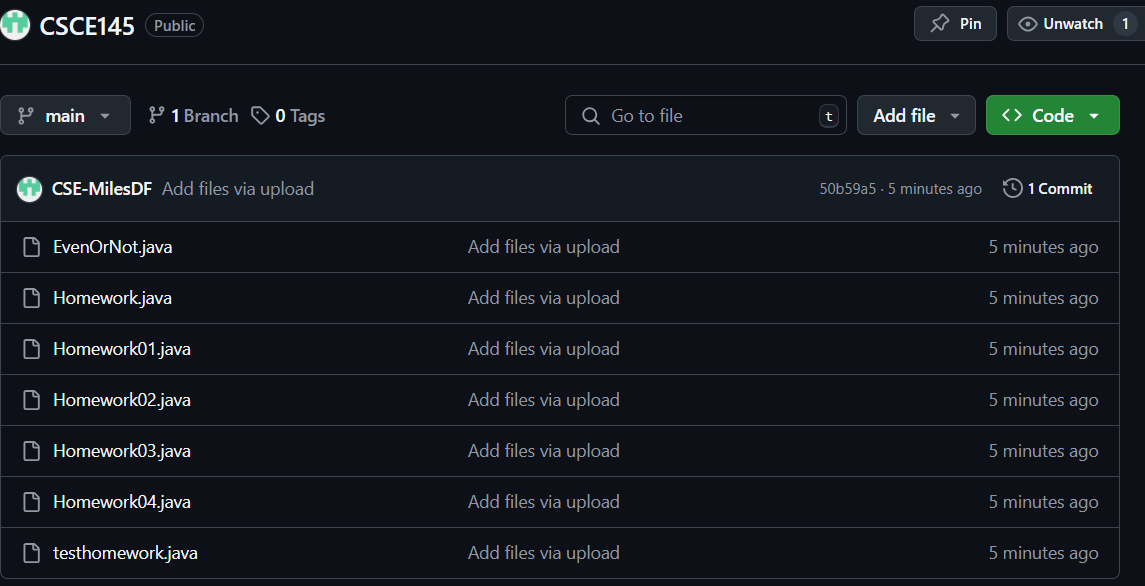 CSCE145 Public Pin Unwatch 1
main 1 Branch 0 Tags Go to file t Add file Code
CSE-MilesDF Add files via upload 50b59a5 · 5 minutes ago 1 Commit
EvenOrNot.java Add files via upload 5 minutes ago
Homework.java Add files via upload 5 minutes ago
Homework01.java Add files via upload 5 minutes ago
Homework02.java Add files via upload 5 minutes ago
Homework03.java Add files via upload 5 minutes ago
Homework04.java Add files via upload 5 minutes ago
testhomework.java Add files via upload 5 minutes ago